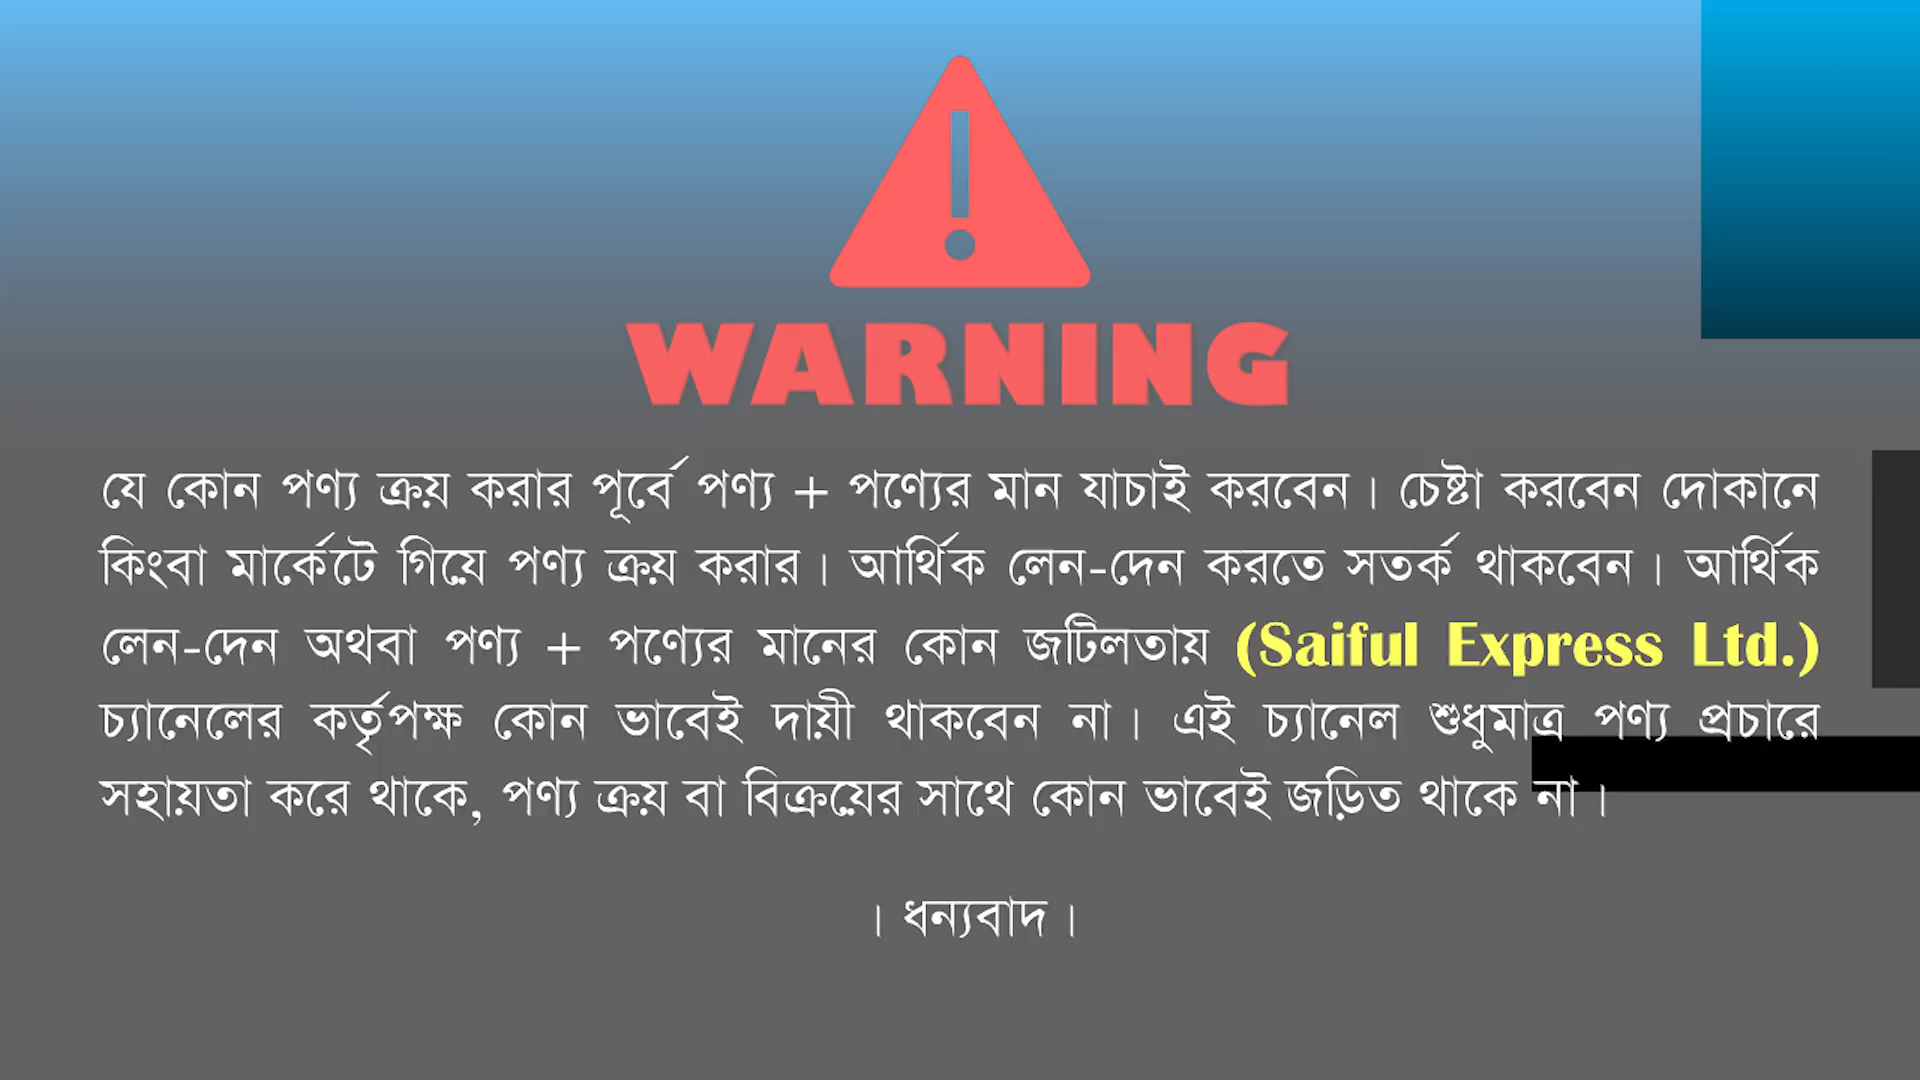 WARNING
যে কোন পণ্য ক্রয় করার পূর্বে পণ্য + পণ্যের মান যাচাই করবেন। চেষ্টা করবেন দোকানে
কিংবা মার্কেটে গিয়ে পণ্য ক্রয় করার। আর্থিক লেন-দেন করতে সতর্ক থাকবেন। আর্থিক
লেন-দেন অথবা পণ্য + পণ্যের মানের কোন জটিলতায় (Saiful Express Ltd.)
চ্যানেলের কর্তৃপক্ষ কোন ভাবেই দায়ী থাকবেন না। এই চ্যানেল শুধুমাত্র পণ্য প্রচারে
সহায়তা করে থাকে, পণ্য ক্রয় বা বিক্রয়ের সাথে কোন ভাবেই জড়িত থাকে না।
। ধন্যবাদ।